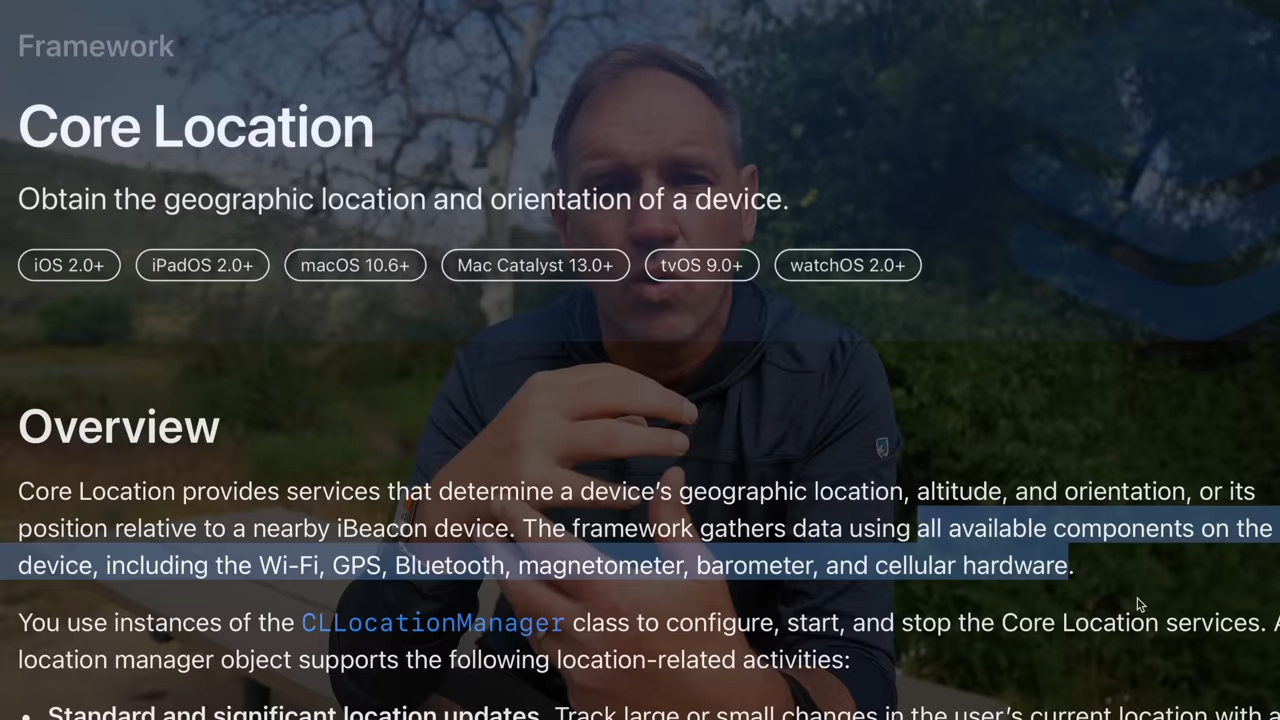 Framework
Core Location
Obtain the geographic location and orientation of a device.
iOS 2.0+ iPadOS 2.0+ macOS 10.6+ Mac Catalyst 13.0+ tvOS 9.0+ watchOS 2.0+
Overview
Core Location provides services that determine a device’s geographic location, altitude, and orientation, or its
position relative to a nearby iBeacon device. The framework gathers data using all available components on the
device, including the Wi-Fi, GPS, Bluetooth, magnetometer, barometer, and cellular hardware.
You use instances of the CLLocationManager class to configure, start, and stop the Core Location services. A
location manager object supports the following location-related activities:
• Standard and significant location updates. Track large or small changes in the user’s current location with a